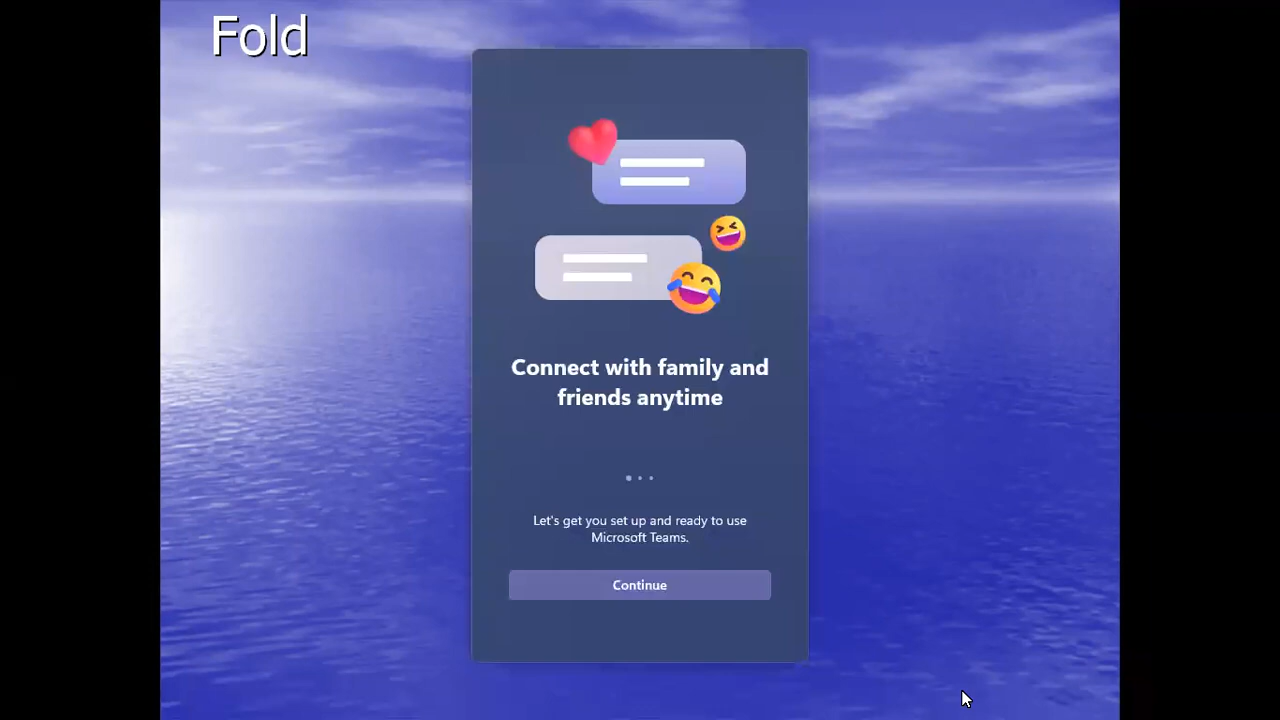 Fold
Connect with family and
friends anytime
Let's get you set up and ready to use
Microsoft Teams.
Continue